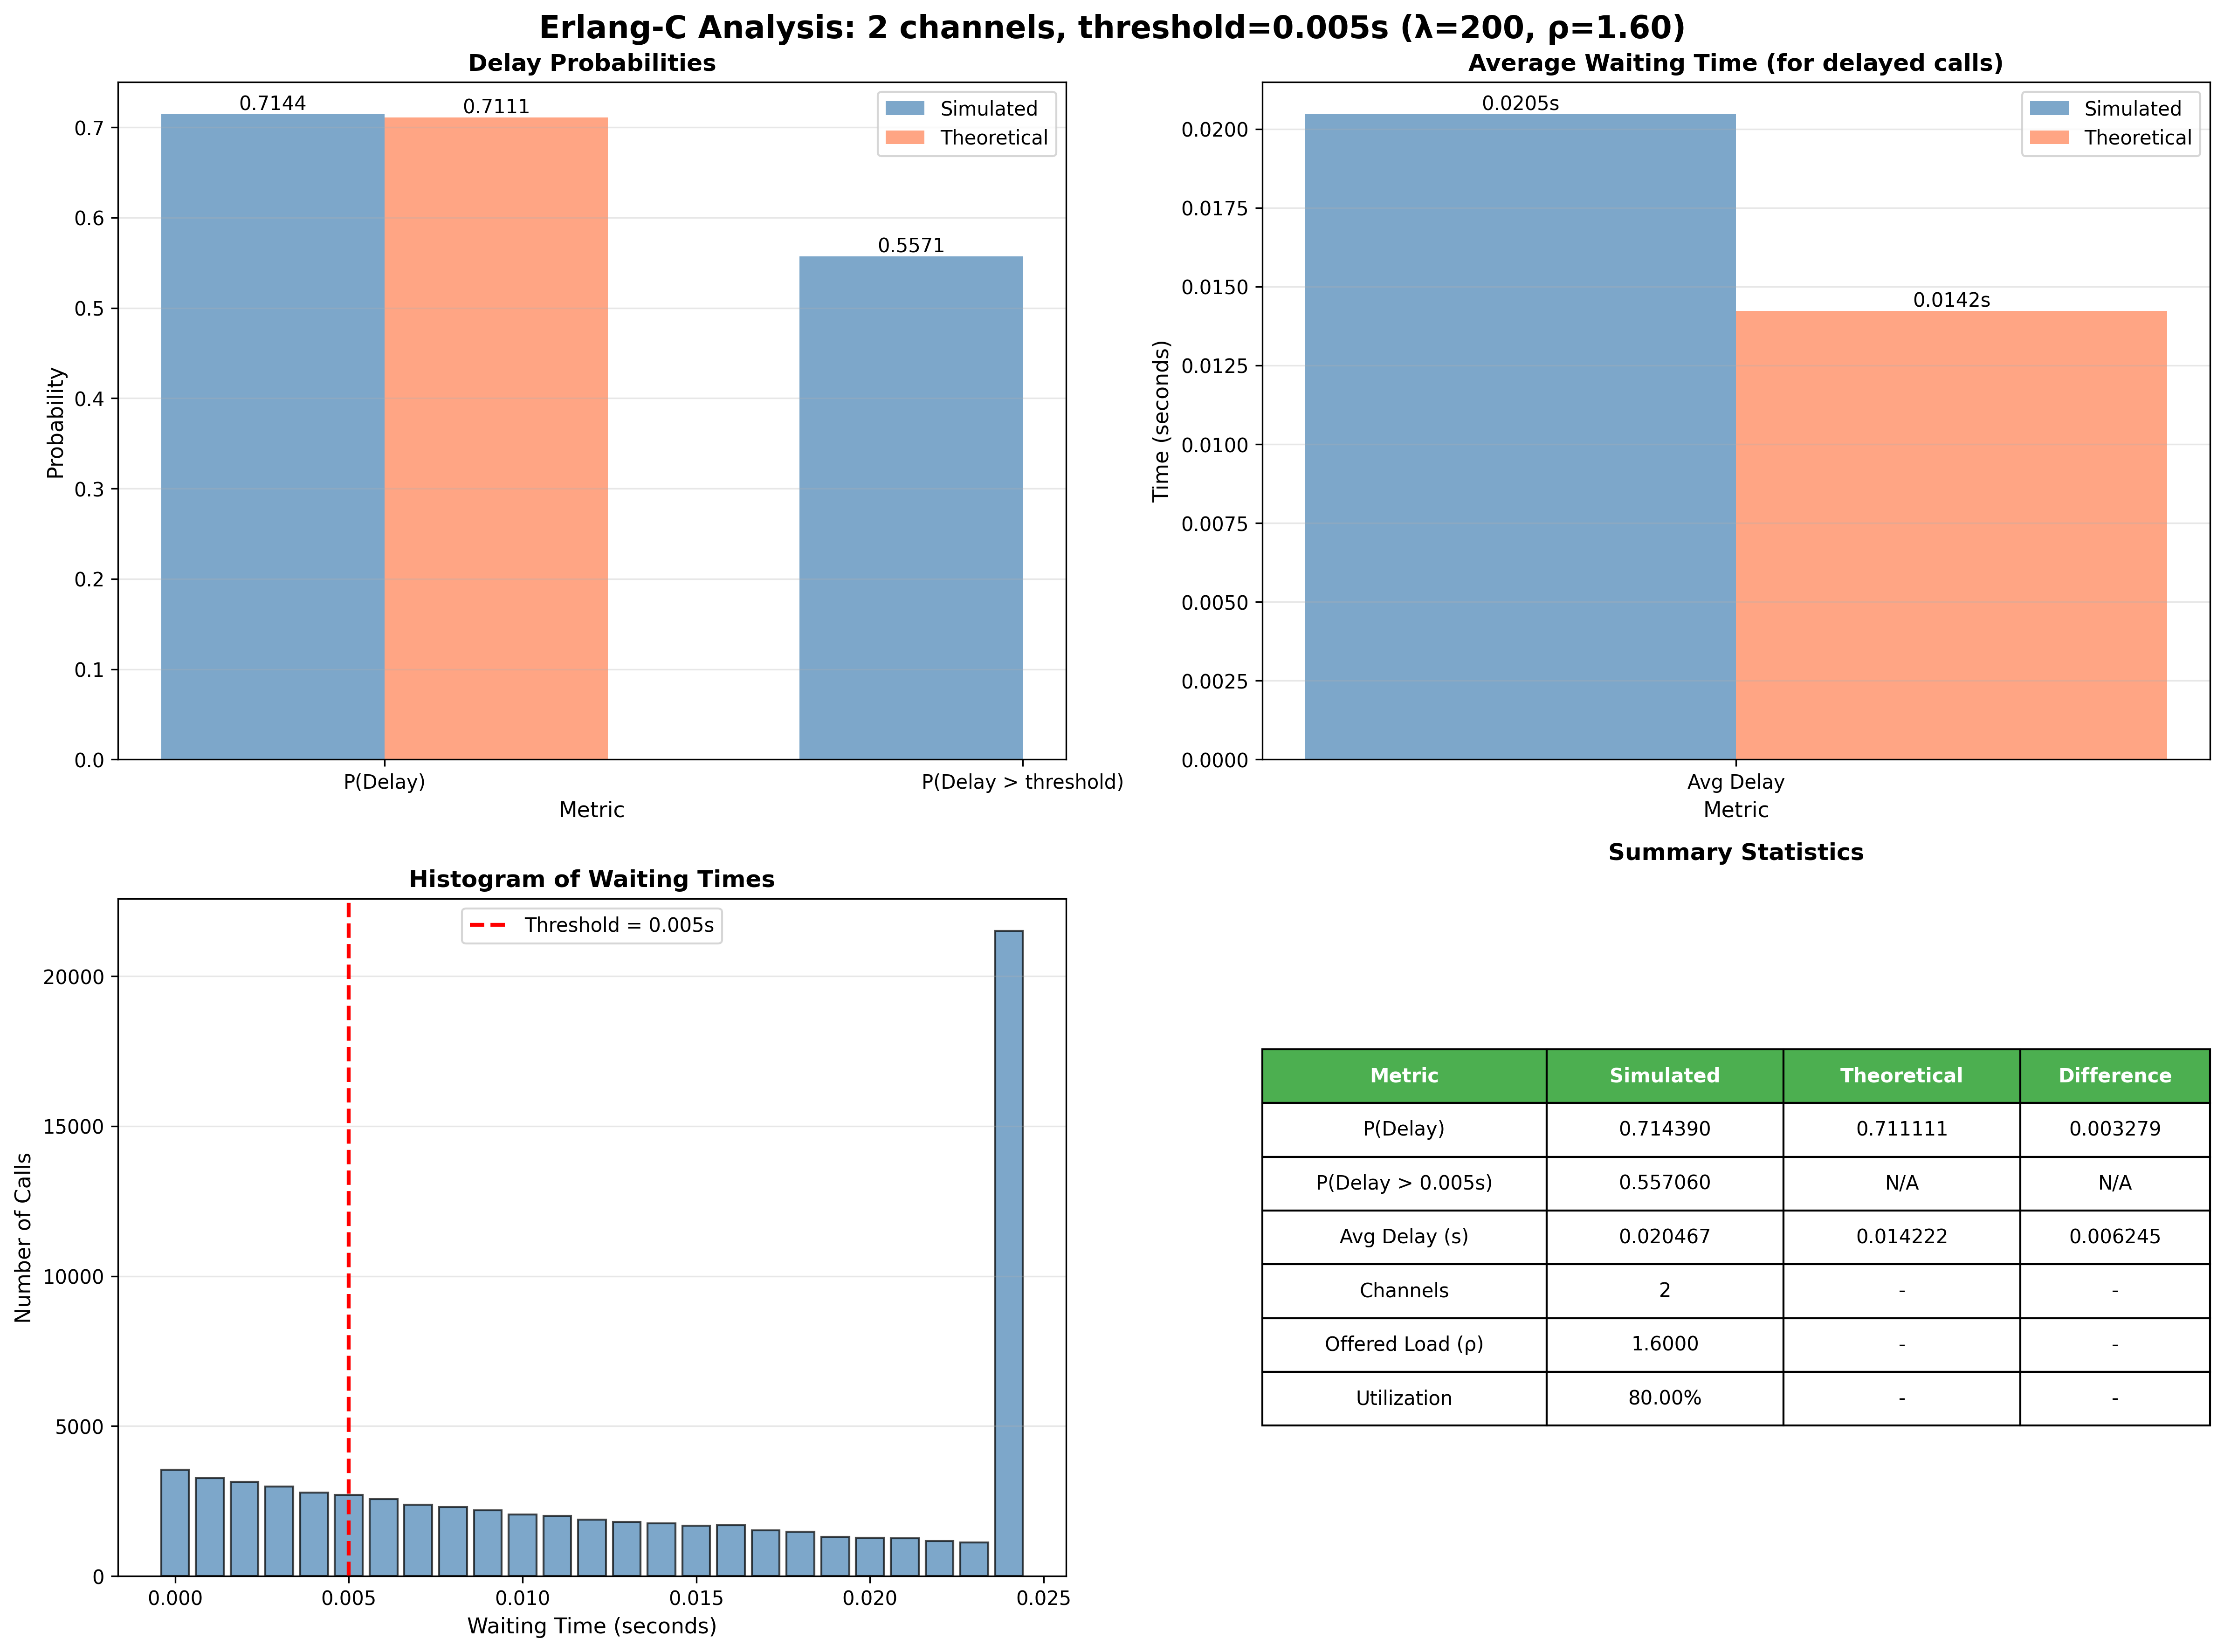 Erlang-C Analysis: 2 channels, threshold=0.005s (λ=200, ρ=1.60)
Delay Probabilities
0.7144
0.7111
0.5571
Simulated
Theoretical
0.7
0.6
0.5
0.4
0.3
0.2
0.1
0.0
Probability
P(Delay)
P(Delay > threshold)
Metric
Average Waiting Time (for delayed calls)
0.0205s
0.0142s
Simulated
Theoretical
0.0200
0.0175
0.0150
0.0125
0.0100
0.0075
0.0050
0.0025
0.0000
Time (seconds)
Avg Delay
Metric
Histogram of Waiting Times
Threshold = 0.005s
20000
15000
10000
5000
0
Number of Calls
0.000 0.005 0.010 0.015 0.020 0.025
Waiting Time (seconds)
Summary Statistics
Metric Simulated Theoretical Difference
P(Delay) 0.714390 0.711111 0.003279
P(Delay > 0.005s) 0.557060 N/A N/A
Avg Delay (s) 0.020467 0.014222 0.006245
Channels 2 - -
Offered Load (ρ) 1.6000 - -
Utilization 80.00% - -